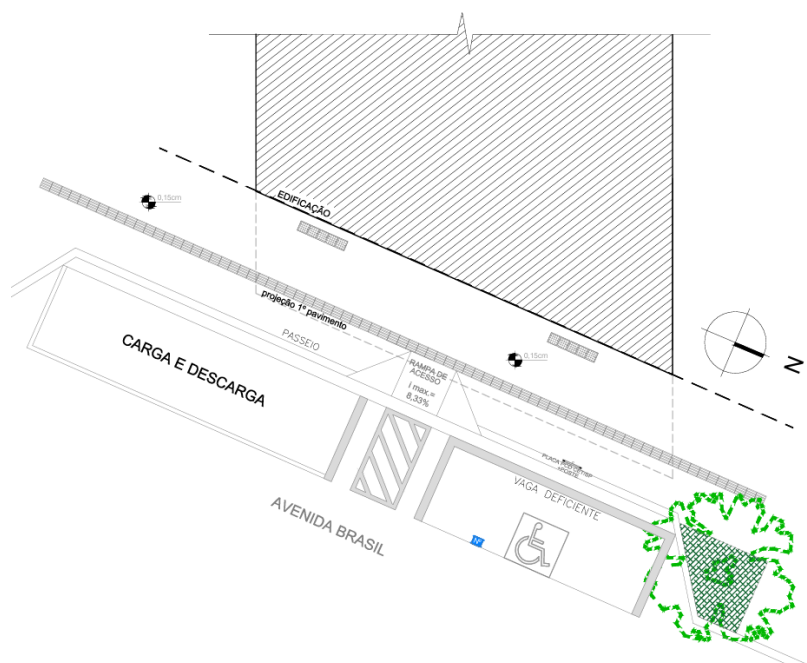 EDIFICAÇÃO
0,15cm
projeção 1º pavimento
PASSEIO
CARGA E DESCARGA
RAMPA DE
ACESSO
i max.=
8,33%
0,15cm
N
VAGA DEFICIENTE
AVENIDA BRASIL
Nº